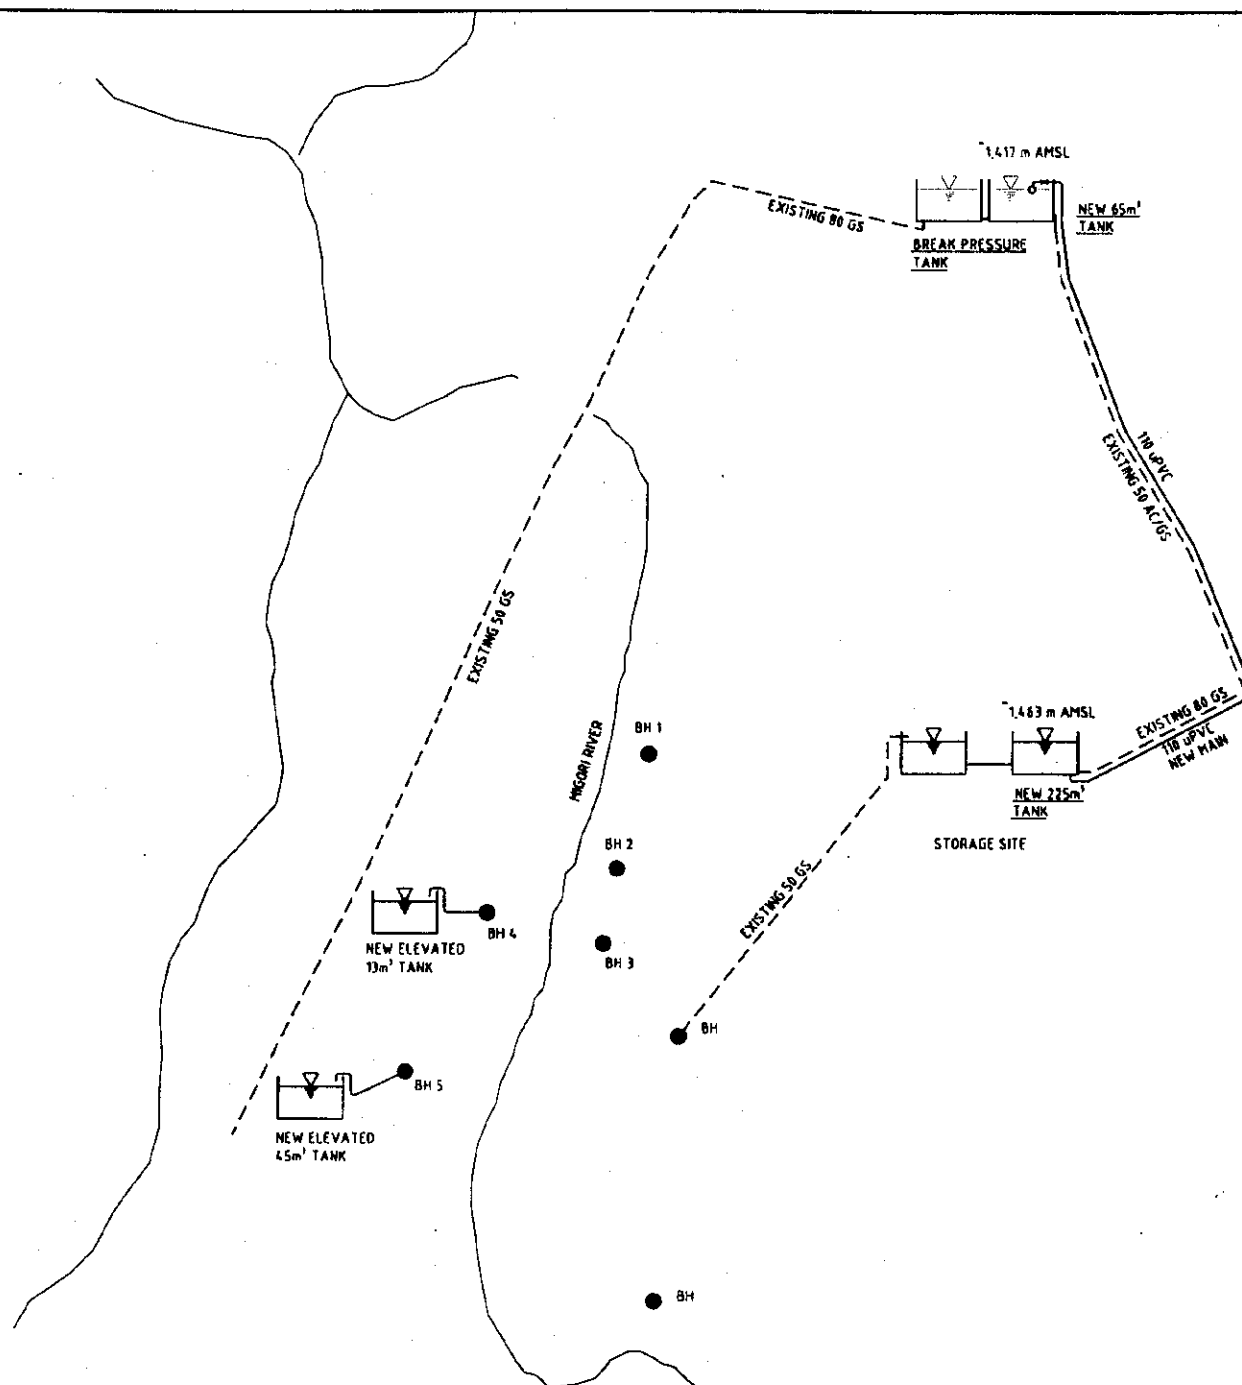 ~1,417 m AMSL
EXISTING 80 GS
NEW 65m³
TANK
BREAK PRESSURE
TANK
110 uPVC
EXISTING 50 AC/GS
EXISTING 50 GS
MIGORI RIVER
BH 1
~1,463 m AMSL
EXISTING 80 GS
110 uPVC
NEW MAIN
NEW 225m³
TANK
STORAGE SITE
BH 2
EXISTING 50 GS
BH 4
NEW ELEVATED
13m³ TANK
BH 3
BH
BH 5
NEW ELEVATED
45m³ TANK
BH